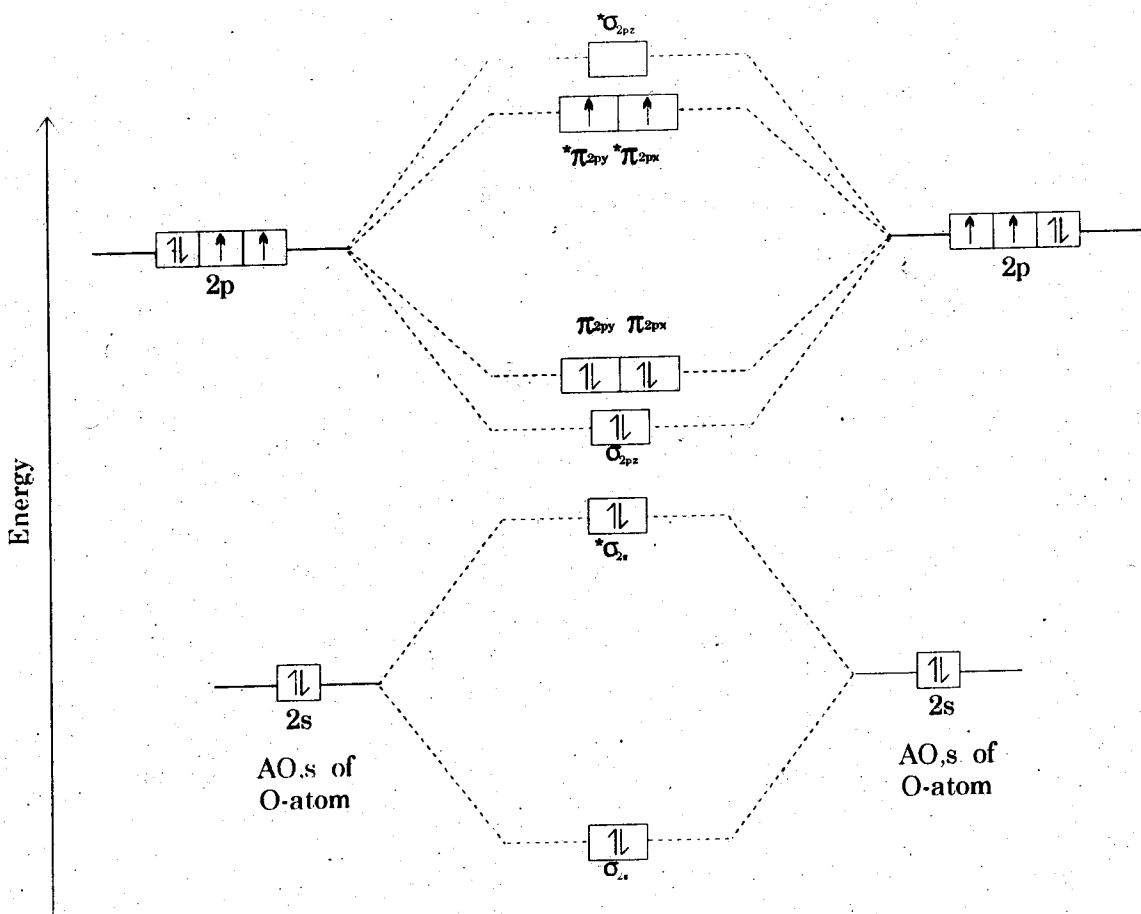 *σ2pz
*π2py *π2px
2p
2p
π2py π2px
σ2pz
Energy
*σ2s
2s
2s
AO,s of
O-atom
AO,s of
O-atom
σ2s